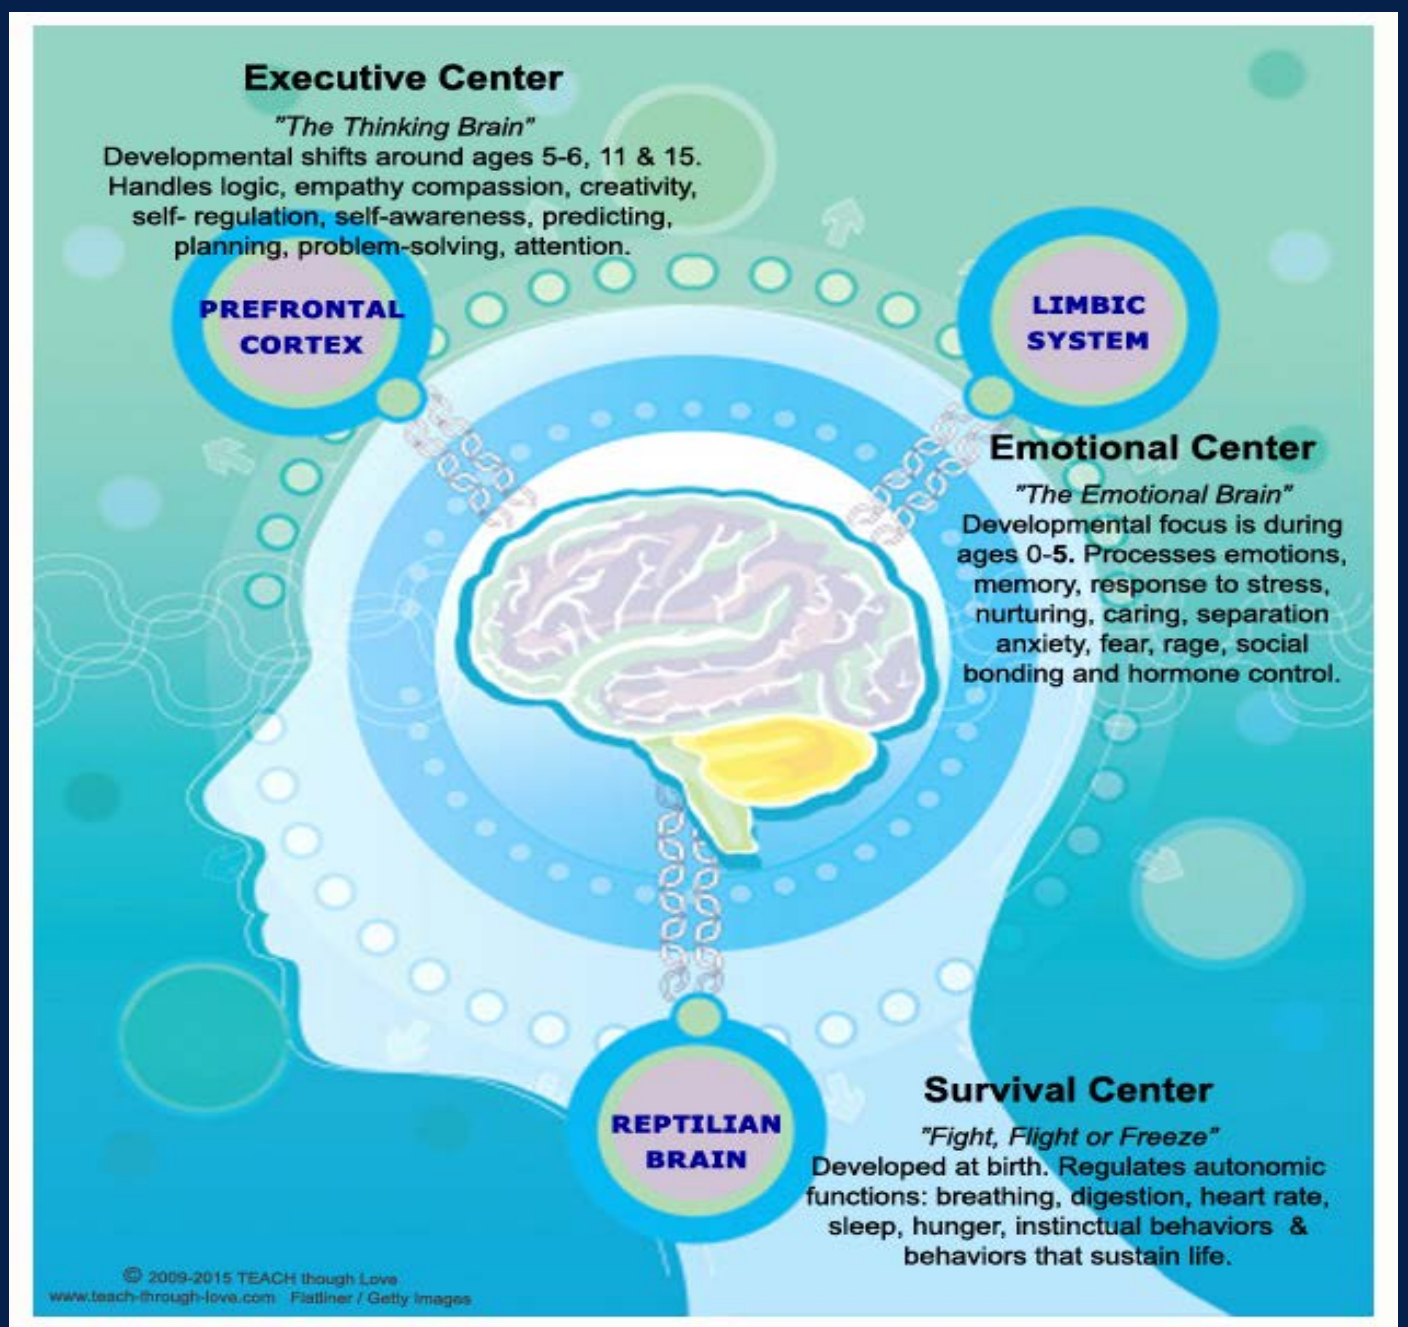 Executive Center
"The Thinking Brain"
Developmental shifts around ages 5-6, 11 & 15.
Handles logic, empathy compassion, creativity,
self- regulation, self-awareness, predicting,
planning, problem-solving, attention.
PREFRONTAL
CORTEX
LIMBIC
SYSTEM
Emotional Center
"The Emotional Brain"
Developmental focus is during
ages 0-5. Processes emotions,
memory, response to stress,
nurturing, caring, separation
anxiety, fear, rage, social
bonding and hormone control.
REPTILIAN
BRAIN
Survival Center
"Fight, Flight or Freeze"
Developed at birth. Regulates autonomic
functions: breathing, digestion, heart rate,
sleep, hunger, instinctual behaviors &
behaviors that sustain life.
© 2009-2015 TEACH though Love
www.teach-through-love.com Flatliner / Getty Images